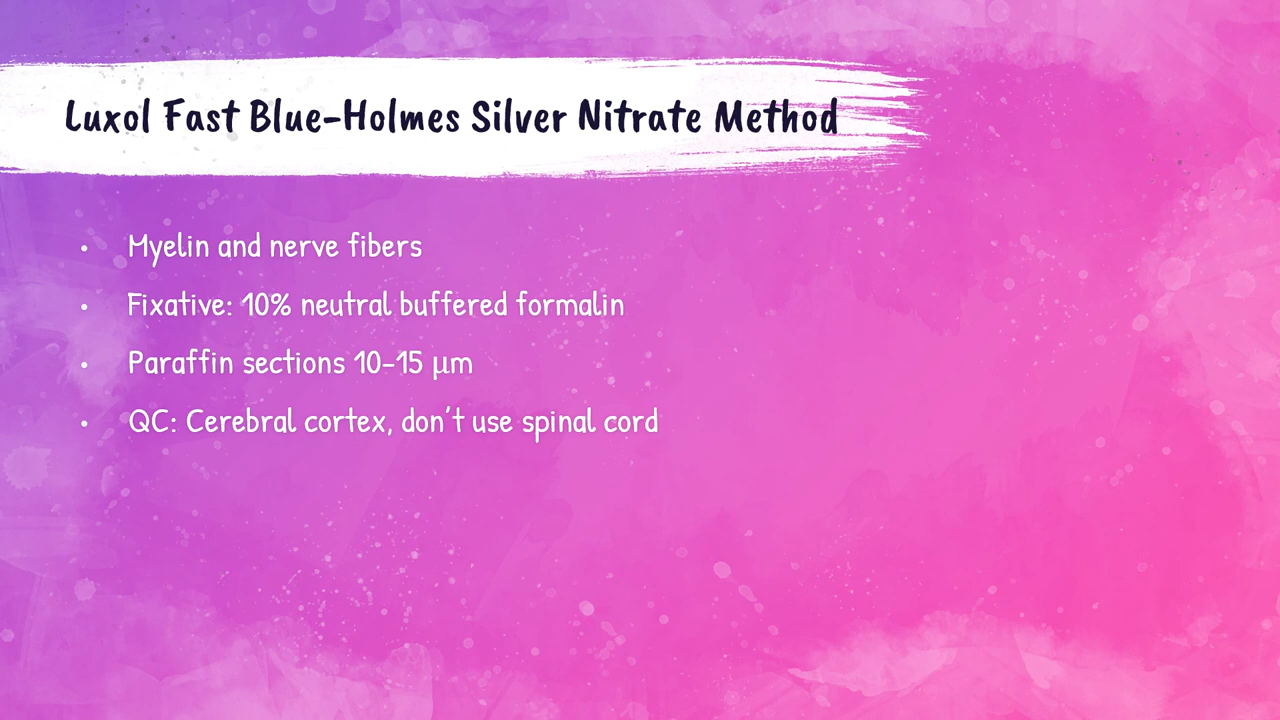 Luxol Fast Blue-Holmes Silver Nitrate Method
• Myelin and nerve fibers
• Fixative: 10% neutral buffered formalin
• Paraffin sections 10-15 µm
• QC: Cerebral cortex, don't use spinal cord